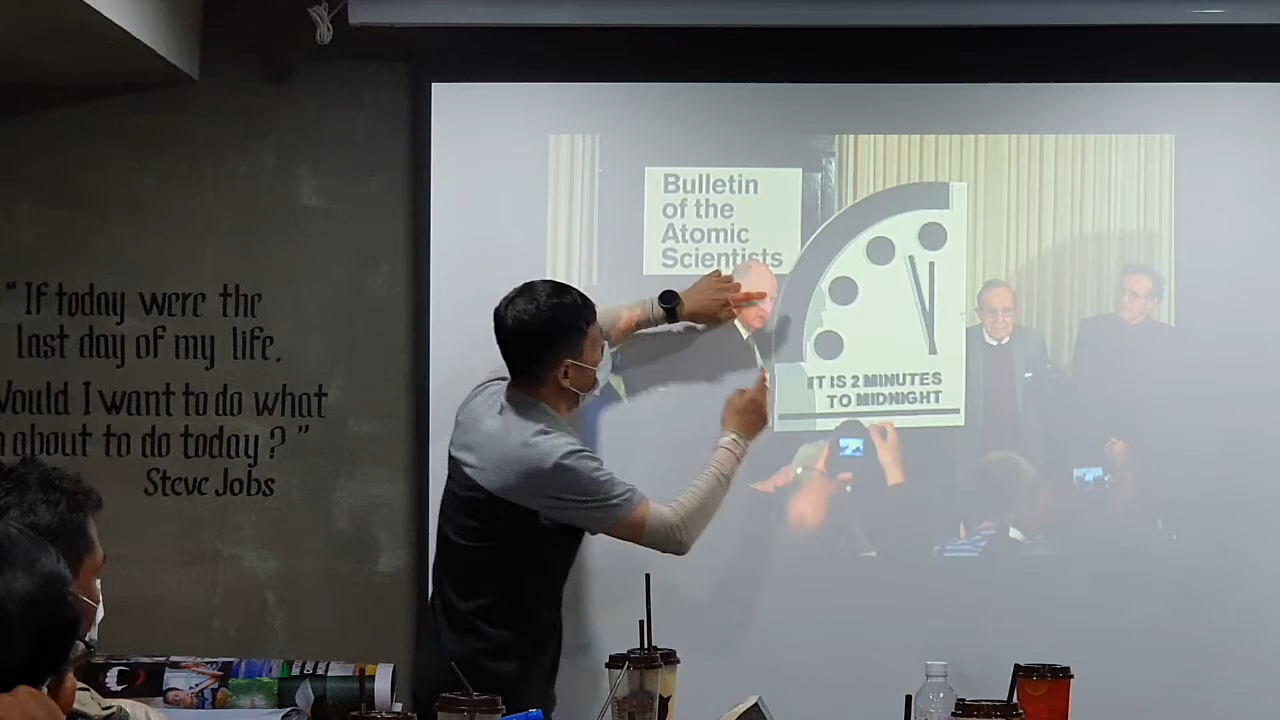 "If today were the
last day of my life,
Would I want to do what
about to do today?"
Steve Jobs
Bulletin
of the
Atomic
Scientists
IT IS 2 MINUTES
TO MIDNIGHT